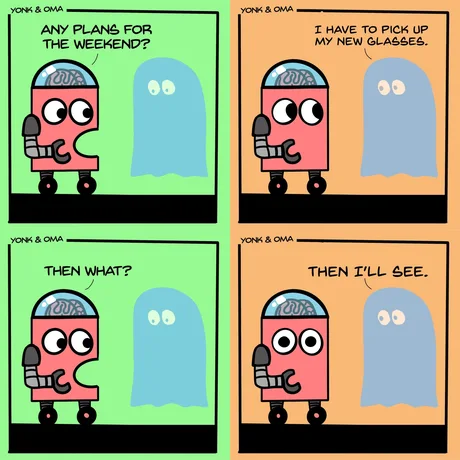 YONK & OMA
ANY PLANS FOR
THE WEEKEND?
YONK & OMA
I HAVE TO PICK UP
MY NEW GLASSES.
YONK & OMA
THEN WHAT?
YONK & OMA
THEN I'LL SEE.